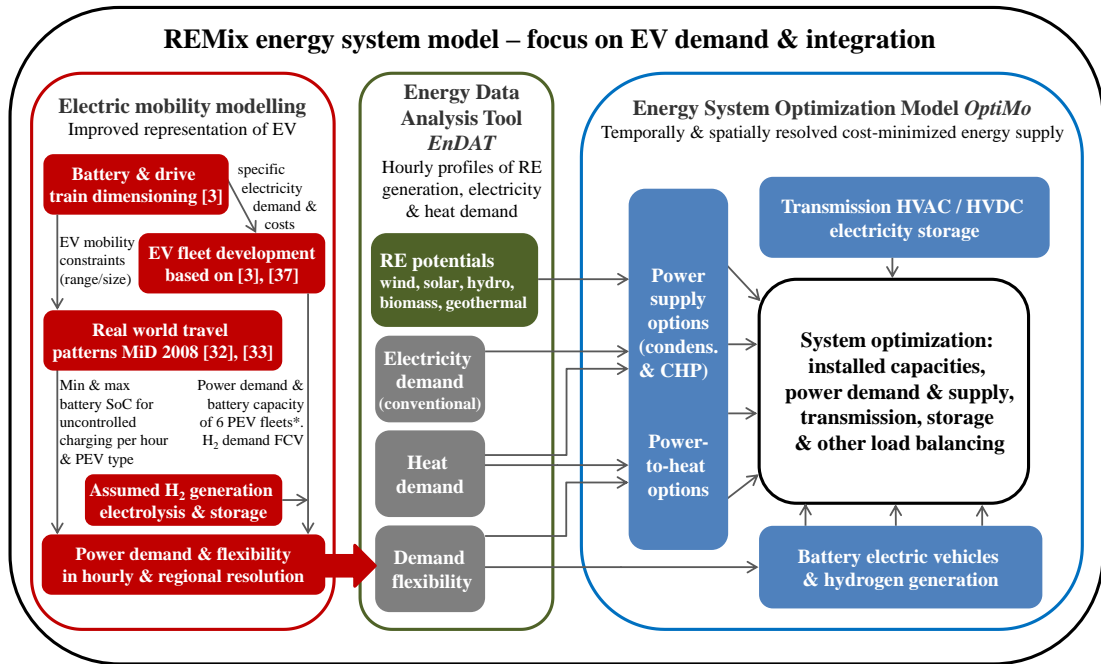 REMix energy system model – focus on EV demand & integration
Electric mobility modelling
Improved representation of EV
Battery & drive
train dimensioning [3]
specific
electricity
demand &
costs
EV mobility
constraints
(range/size)
EV fleet development
based on [3], [37]
Real world travel
patterns MiD 2008 [32], [33]
Min & max
battery SoC for
uncontrolled
charging per hour
& PEV type
Power demand &
battery capacity
of 6 PEV fleets*.
H₂ demand FCV
Assumed H₂ generation
electrolysis & storage
Power demand & flexibility
in hourly & regional resolution
Energy Data
Analysis Tool
EnDAT
Hourly profiles of RE
generation, electricity
& heat demand
RE potentials
wind, solar, hydro,
biomass, geothermal
Electricity
demand
(conventional)
Heat
demand
Demand
flexibility
Energy System Optimization Model OptiMo
Temporally & spatially resolved cost-minimized energy supply
Power
supply
options
(condens.
& CHP)
Power-
to-heat
options
Transmission HVAC / HVDC
electricity storage
System optimization:
installed capacities,
power demand & supply,
transmission, storage
& other load balancing
Battery electric vehicles
& hydrogen generation